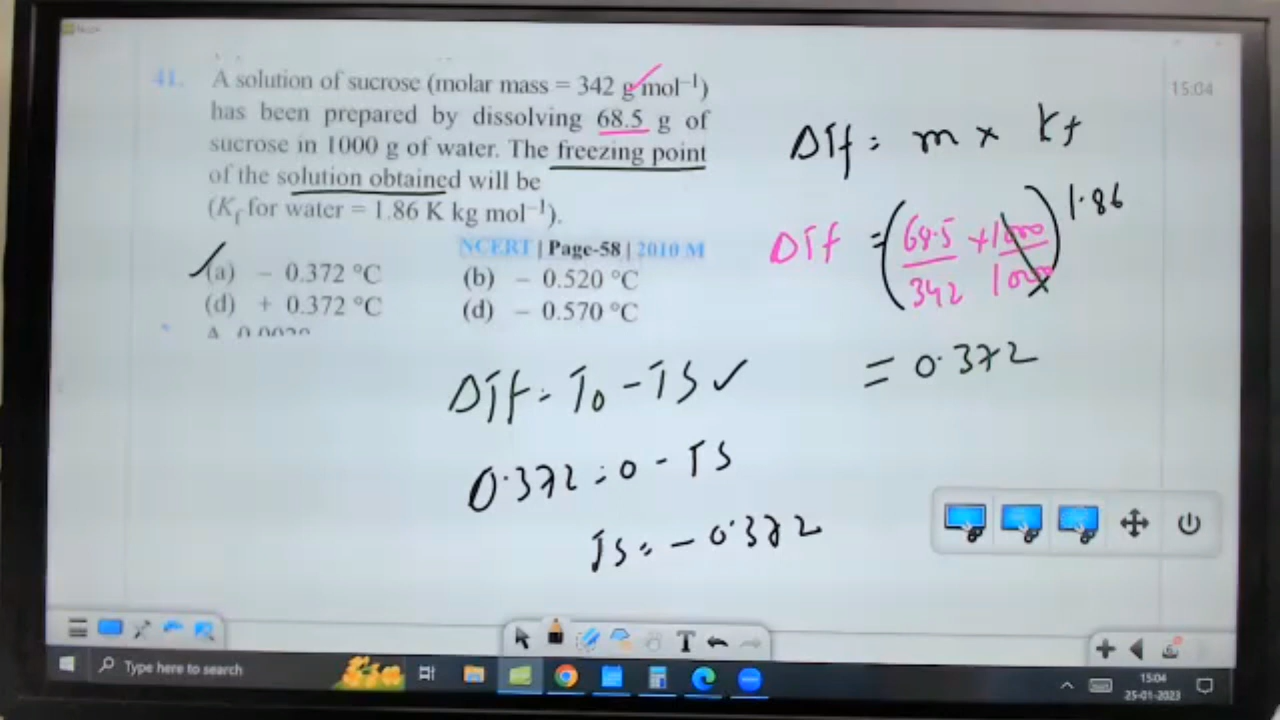 41. A solution of sucrose (molar mass = 342 g mol⁻¹)
has been prepared by dissolving 68.5 g of
sucrose in 1000 g of water. The freezing point
of the solution obtained will be
(Kf for water = 1.86 K kg mol⁻¹).
NCERT | Page-58 | 2010 M
(a) – 0.372 °C (b) – 0.520 °C
(d) + 0.372 °C (d) – 0.570 °C
15:04
ΔTf = m × kf
ΔTf = (68.5/342 × 1000/1000) 1.86
= 0.372
ΔTf = To - TS ✓
0.372 = 0 - TS
TS = - 0.372
T
Type here to search
15:04
25-01-2023